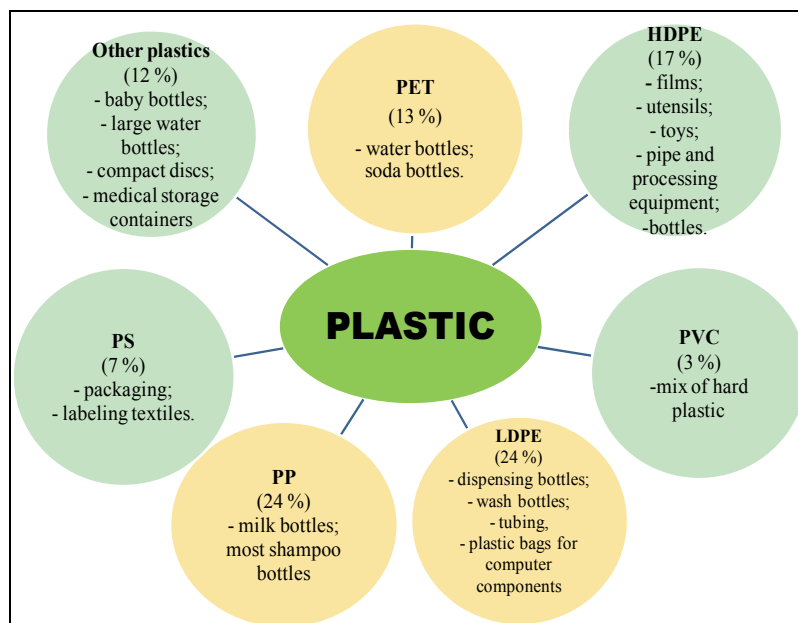 Other plastics
(12 %)
- baby bottles;
- large water
bottles;
- compact discs;
- medical storage
containers
PET
(13 %)
- water bottles;
soda bottles.
HDPE
(17 %)
- films;
- utensils;
- toys;
- pipe and
processing
equipment;
-bottles.
PLASTIC
PS
(7 %)
- packaging;
- labeling textiles.
PVC
(3 %)
-mix of hard
plastic
PP
(24 %)
- milk bottles;
most shampoo
bottles
LDPE
(24 %)
- dispensing bottles;
- wash bottles;
- tubing,
- plastic bags for
computer
components